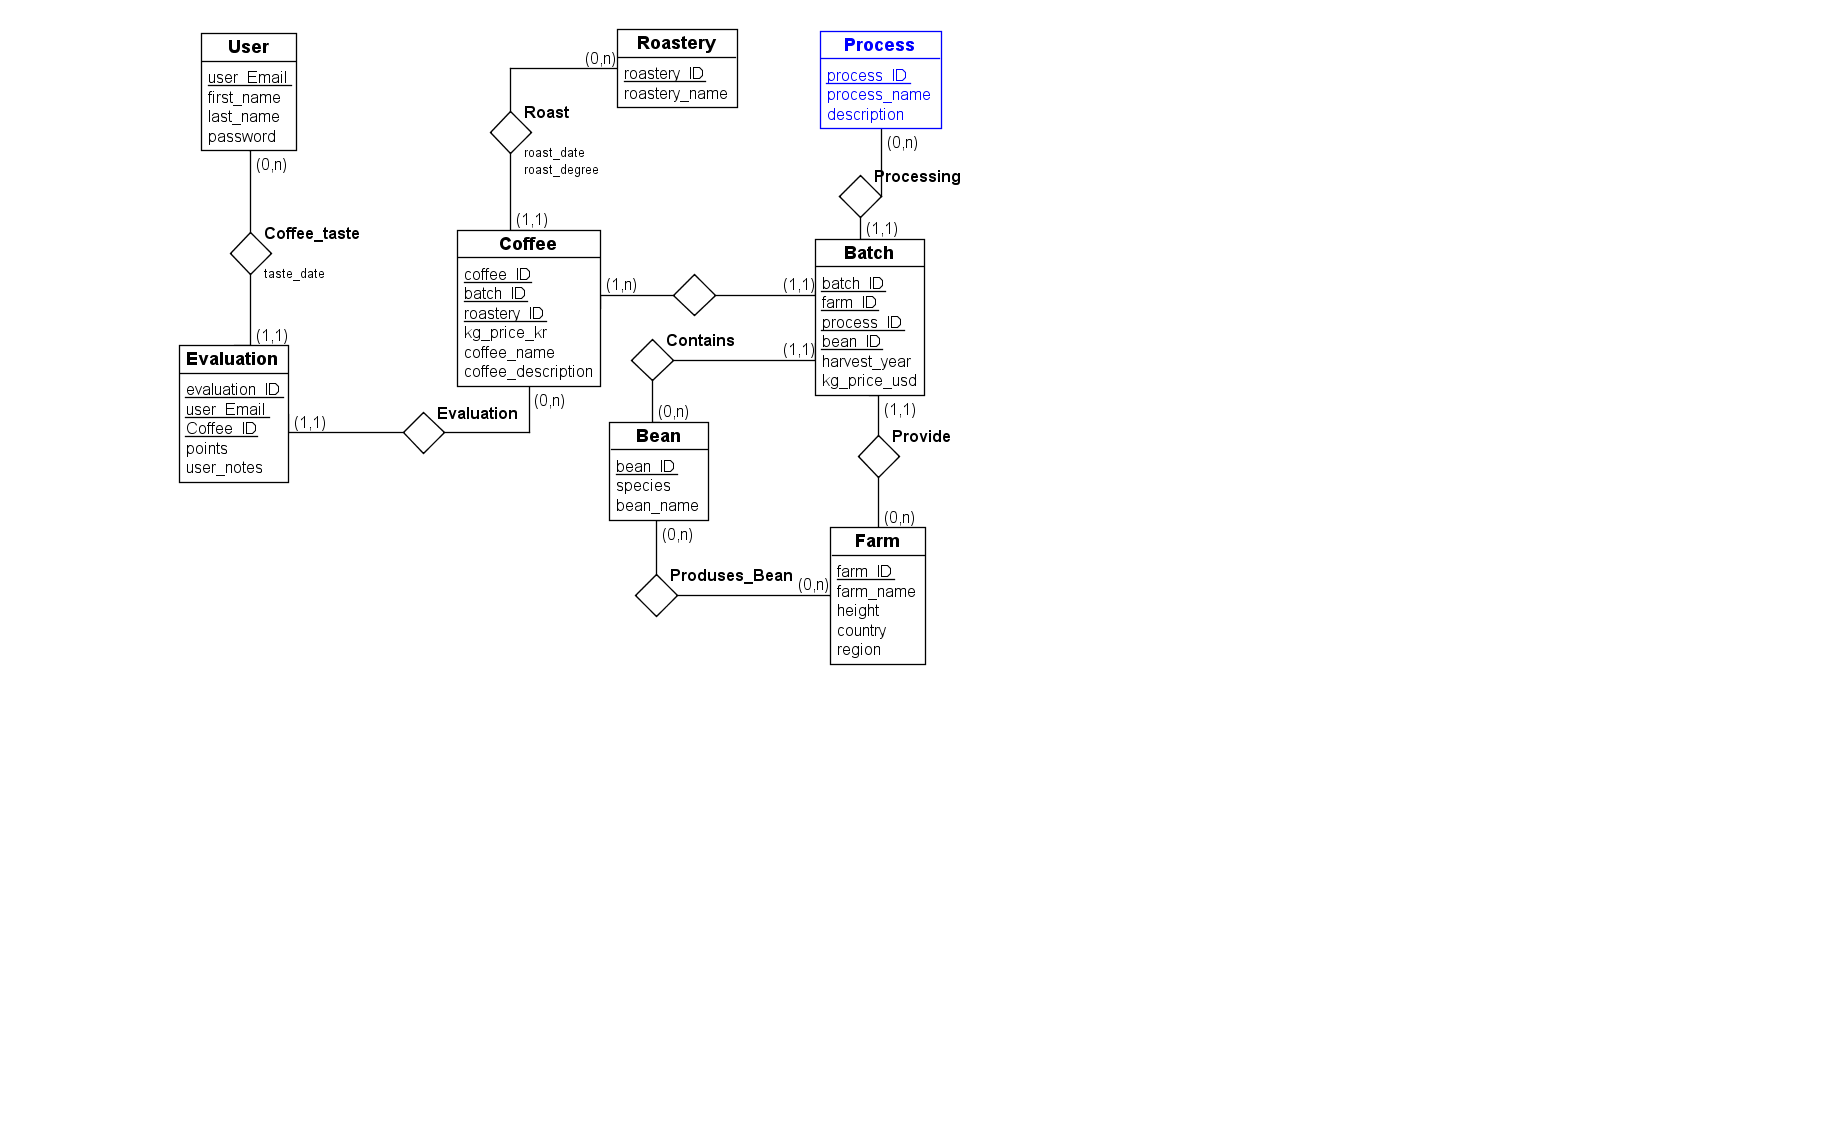 User
user_Email
first_name
last_name
password
(0,n)
Coffee_taste
taste_date
(1,1)
Evaluation
evaluation_ID
user_Email
Coffee_ID
points
user_notes
(1,1)
Evaluation
(0,n)
Roastery
roastery_ID
roastery_name
(0,n)
Roast
roast_date
roast_degree
(1,1)
Coffee
coffee_ID
batch_ID
roastery_ID
kg_price_kr
coffee_name
coffee_description
(1,n)
(1,1)
Process
process_ID
process_name
description
(0,n)
Processing
(1,1)
Batch
batch_ID
farm_ID
process_ID
bean_ID
harvest_year
kg_price_usd
Contains
(1,1)
(0,n)
Bean
bean_ID
species
bean_name
(0,n)
Produses_Bean
(0,n)
(1,1)
Provide
(0,n)
Farm
farm_ID
farm_name
height
country
region